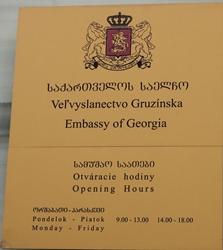 საქართველოს საელჩო
Veľvyslanectvo Gruzínska
Embassy of Georgia
სამუშაო საათები
Otváracie hodiny
Opening Hours
ორშაბათი-პარასკევი
Pondelok - Piatok 9.00 - 13.00 14.00 - 18.00
Monday - Friday